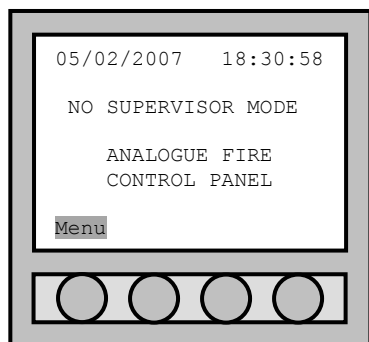 05/02/2007 18:30:58
NO SUPERVISOR MODE
ANALOGUE FIRE
CONTROL PANEL
Menu